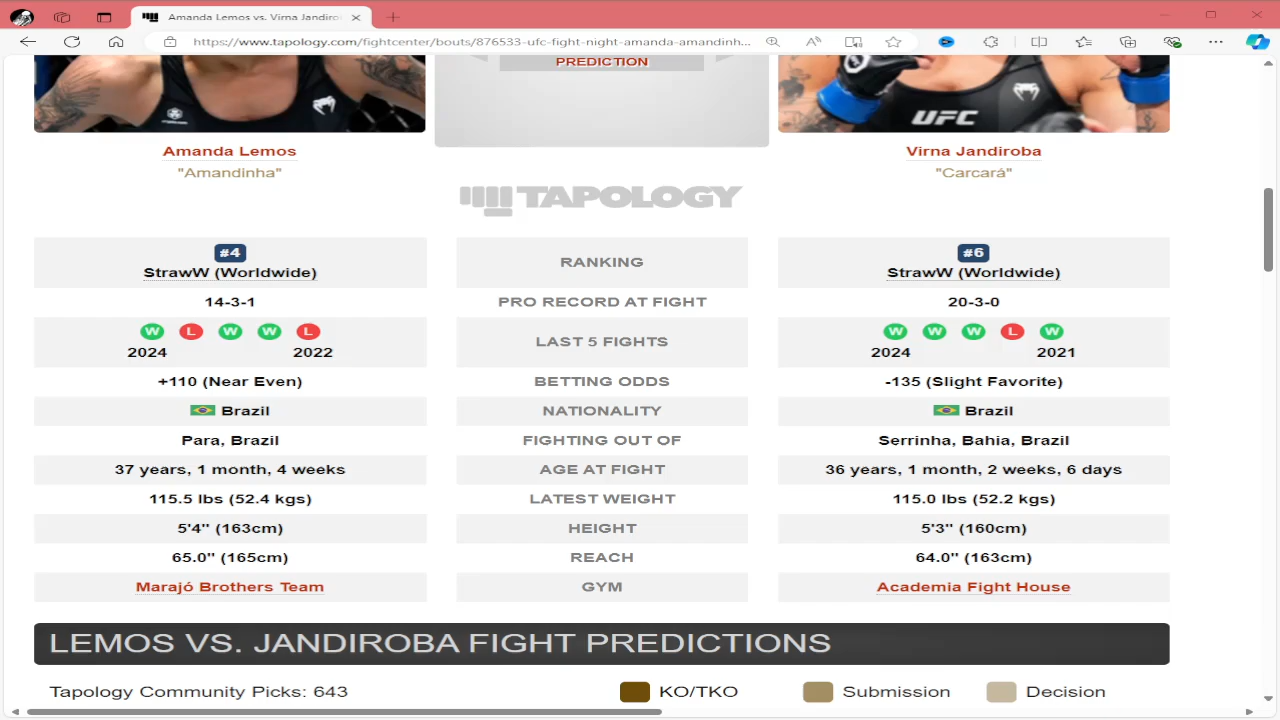 Amanda Lemos vs. Virna Jandiro
https://www.tapology.com/fightcenter/bouts/876533-ufc-fight-night-amanda-amandinh...
PREDICTION
UFC
Amanda Lemos
Virna Jandiroba
"Amandinha"
"Carcará"
TAPOLOGY
#4
StrawW (Worldwide)
RANKING
#6
StrawW (Worldwide)
14-3-1
PRO RECORD AT FIGHT
20-3-0
W L W W L
2024 2022
LAST 5 FIGHTS
W W W L W
2024 2021
+110 (Near Even)
BETTING ODDS
-135 (Slight Favorite)
Brazil
NATIONALITY
Brazil
Para, Brazil
FIGHTING OUT OF
Serrinha, Bahia, Brazil
37 years, 1 month, 4 weeks
AGE AT FIGHT
36 years, 1 month, 2 weeks, 6 days
115.5 lbs (52.4 kgs)
LATEST WEIGHT
115.0 lbs (52.2 kgs)
5'4" (163cm)
HEIGHT
5'3" (160cm)
65.0" (165cm)
REACH
64.0" (163cm)
Marajó Brothers Team
GYM
Academia Fight House
LEMOS VS. JANDIROBA FIGHT PREDICTIONS
Tapology Community Picks: 643
KO/TKO
Submission
Decision